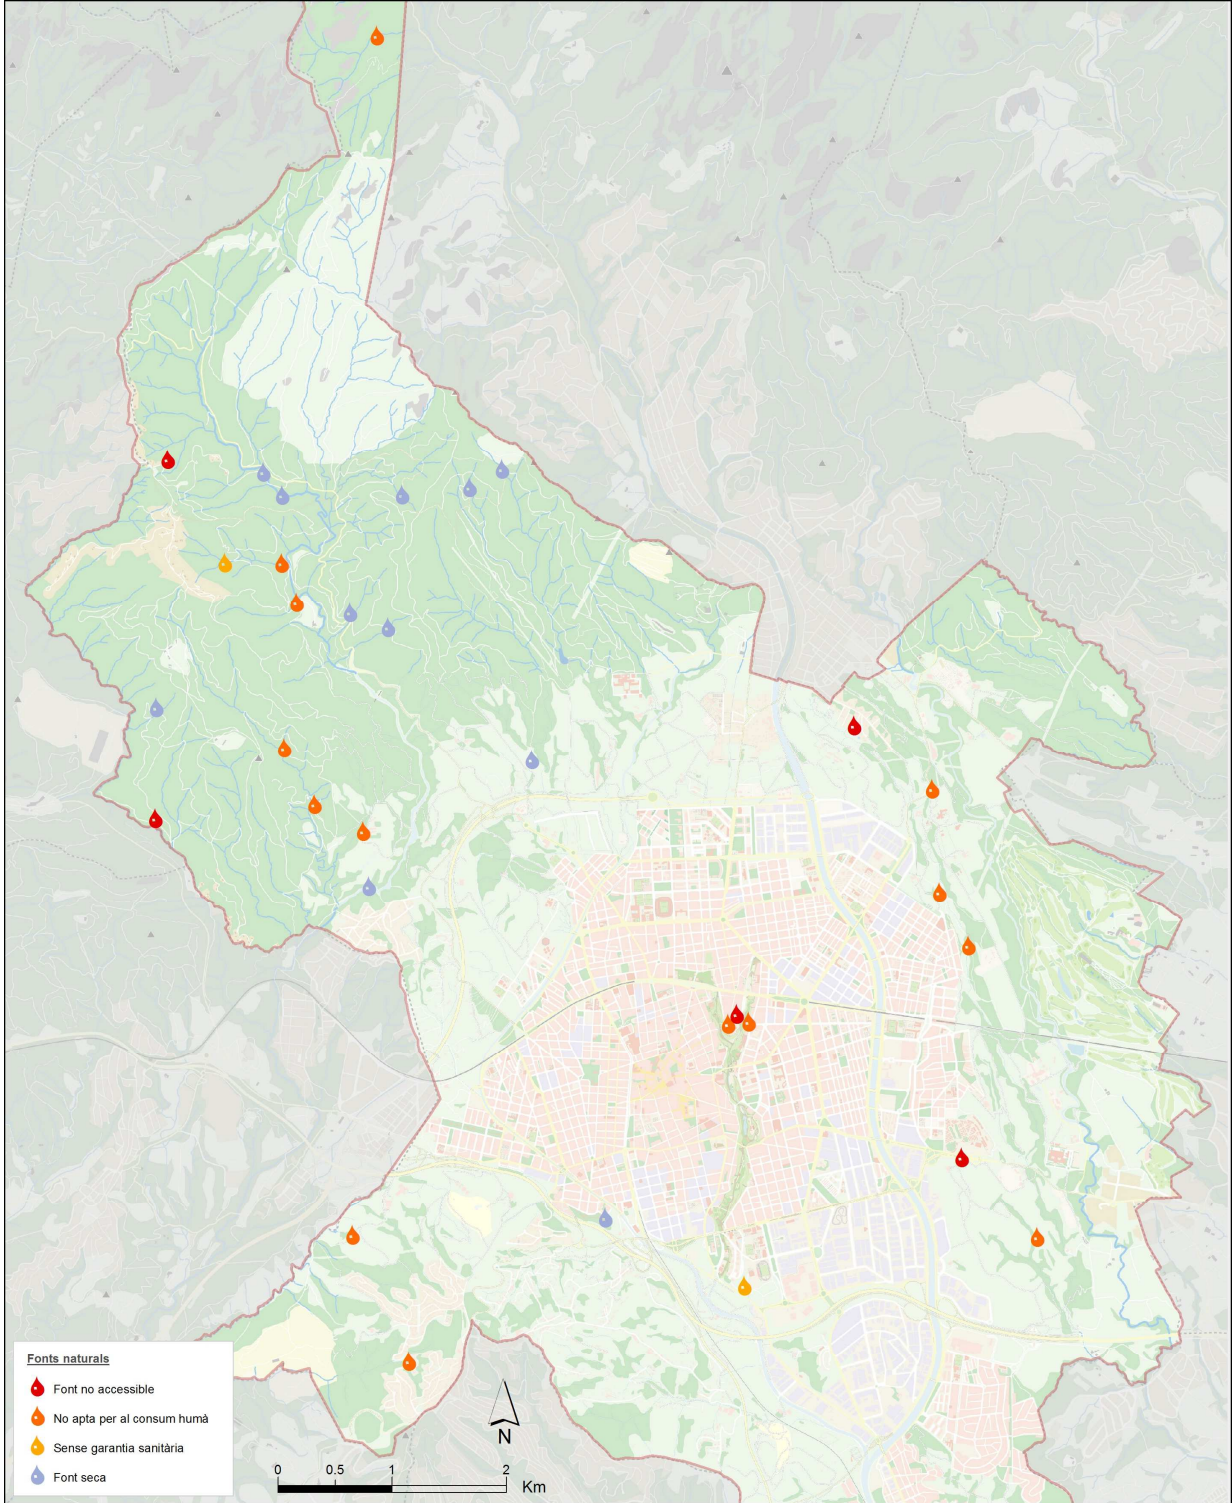 Fonts naturals
Font no accessible
No apta per al consum humà
Sense garantia sanitària
Font seca
N
0 0.5 1 2
Km